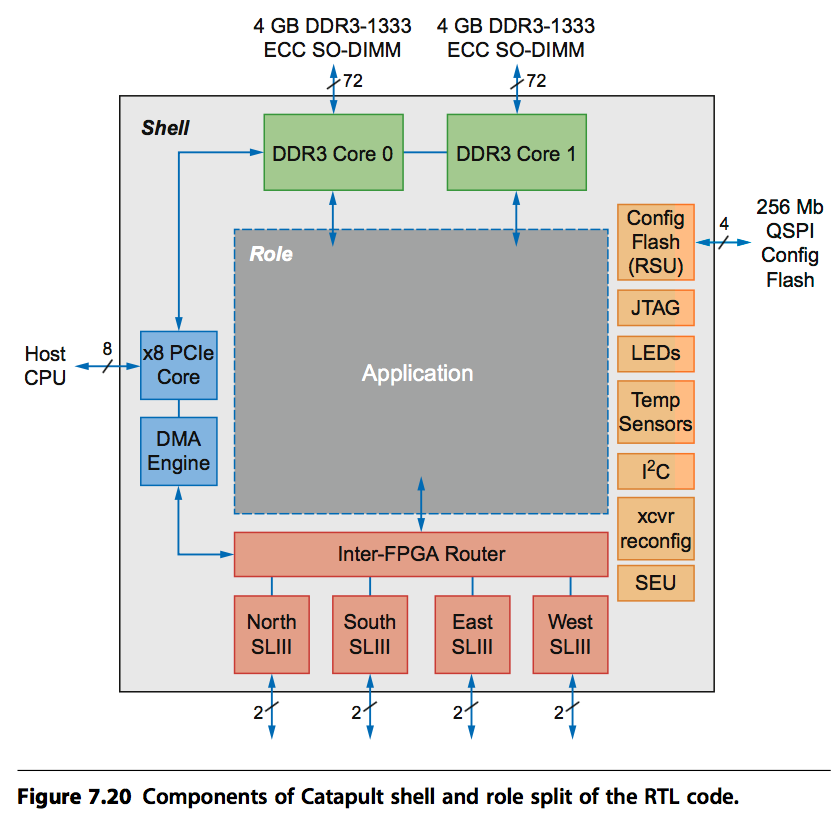 4 GB DDR3-1333
ECC SO-DIMM
4 GB DDR3-1333
ECC SO-DIMM
72
72
Shell
DDR3 Core 0
DDR3 Core 1
Config
Flash
(RSU)
4
256 Mb
QSPI
Config
Flash
Role
JTAG
LEDs
Host
CPU
8
x8 PCIe
Core
Application
Temp
Sensors
DMA
Engine
I²C
xcvr
reconfig
Inter-FPGA Router
SEU
North
SLIII
South
SLIII
East
SLIII
West
SLIII
2
2
2
2
Figure 7.20 Components of Catapult shell and role split of the RTL code.